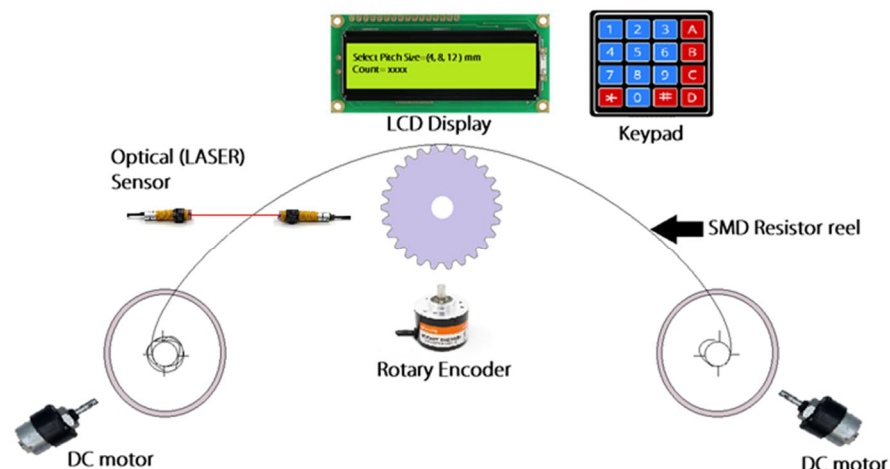 Select Pitch Size=(4, 8, 12 ) mm
Count= xxxx
1 2 3 A
4 5 6 B
7 8 9 C
* 0 # D
LCD Display
Keypad
Optical (LASER)
Sensor
SMD Resistor reel
Rotary Encoder
DC motor
DC motor